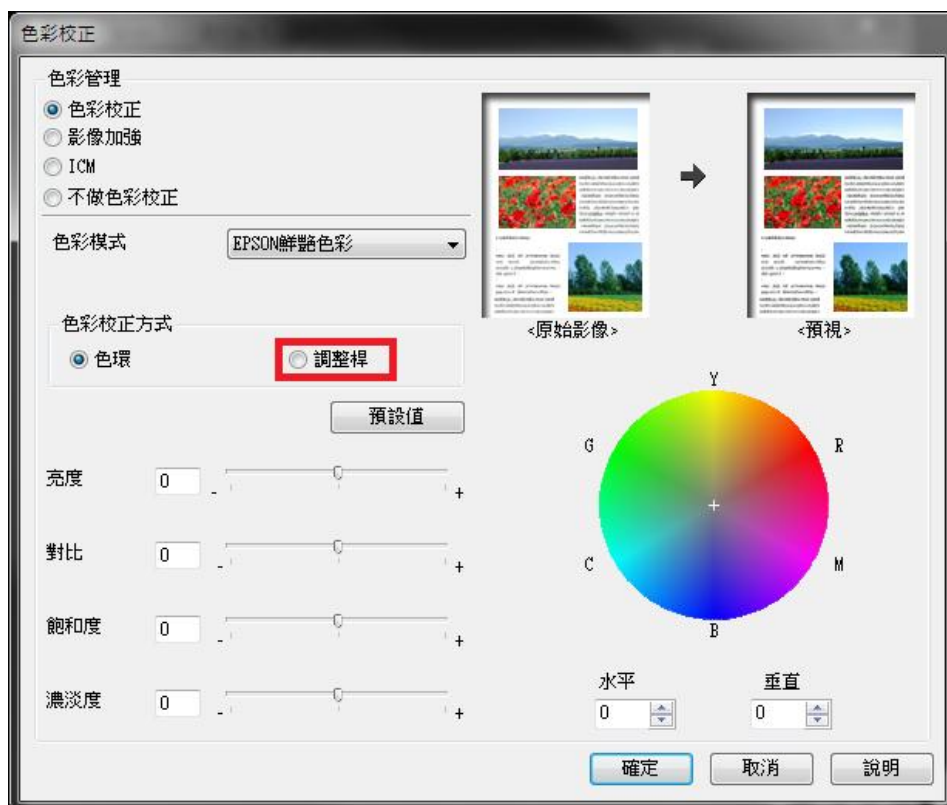 色彩校正
色彩管理
色彩校正
影像加強
ICM
不做色彩校正
色彩模式
EPSON鮮豔色彩
<原始影像>
<預視>
色彩校正方式
色環
調整桿
預設值
亮度
0
-
+
對比
0
-
+
飽和度
0
-
+
濃淡度
0
-
+
Y
G
R
C
M
B
水平
垂直
0
0
確定
取消
說明